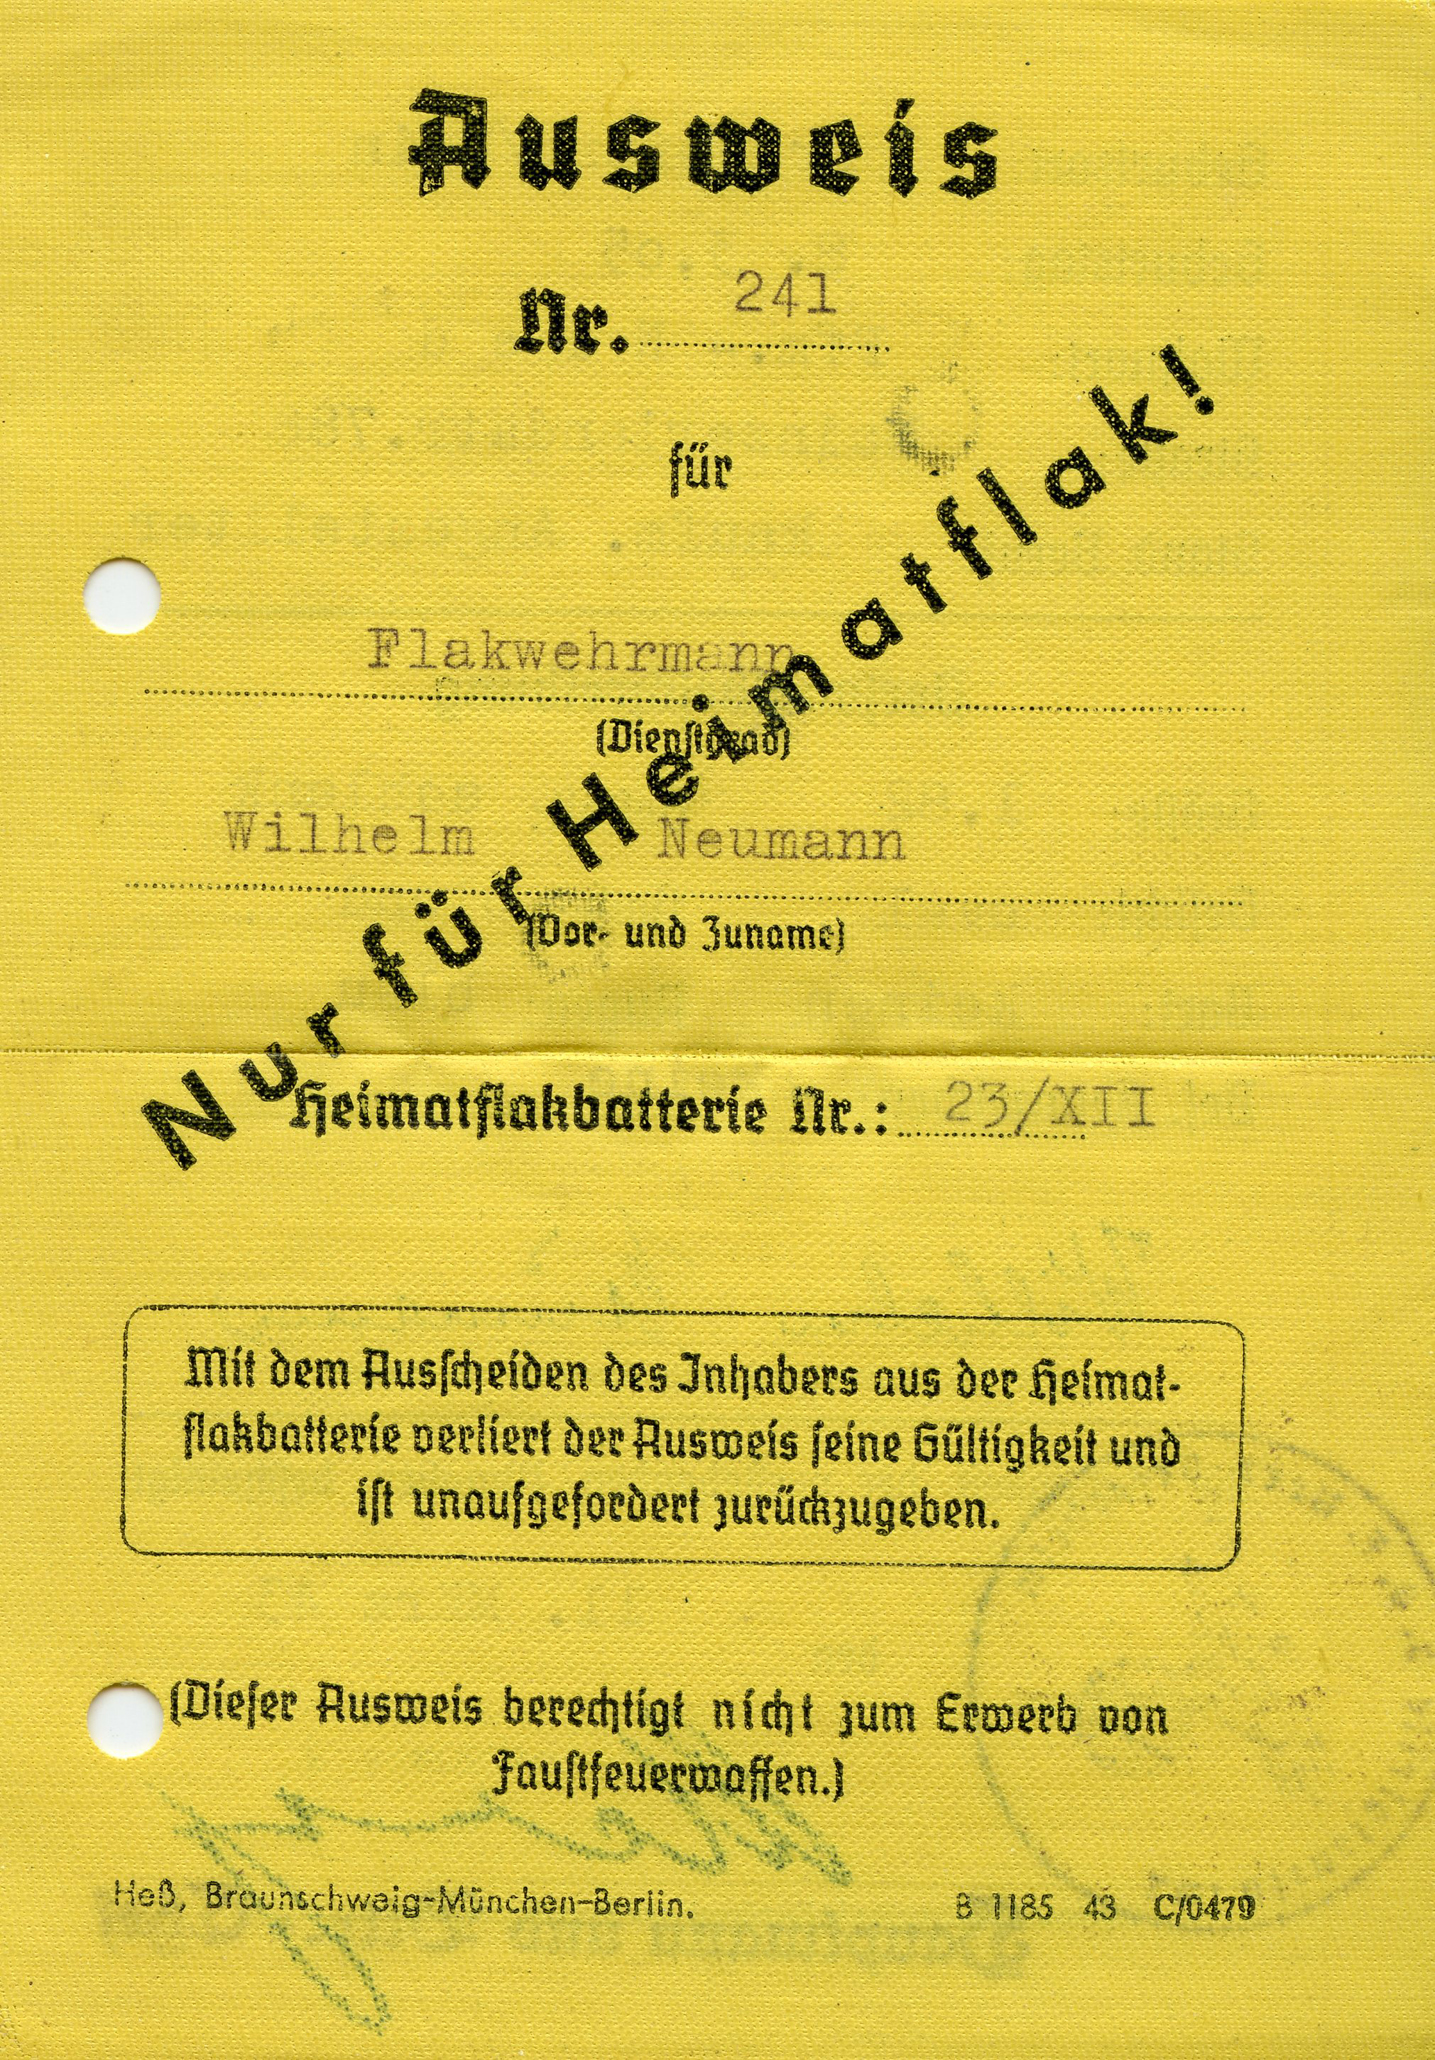 Ausweis
Nr. 241
für
Flakwehrmann
(Dienstgrad)
Wilhelm Neumann
(Vor- und Zuname)
Nur für Heimatflak!
Heimatflakbatterie Nr.: 23/XII
Mit dem Ausscheiden des Inhabers aus der Heimat-
flakbatterie verliert der Ausweis seine Gültigkeit und
ist unaufgefordert zurückzugeben.
(Dieser Ausweis berechtigt nicht zum Erwerb von
Faustfeuerwaffen.)
Heß, Braunschweig-München-Berlin. B 1185 43 C/0479